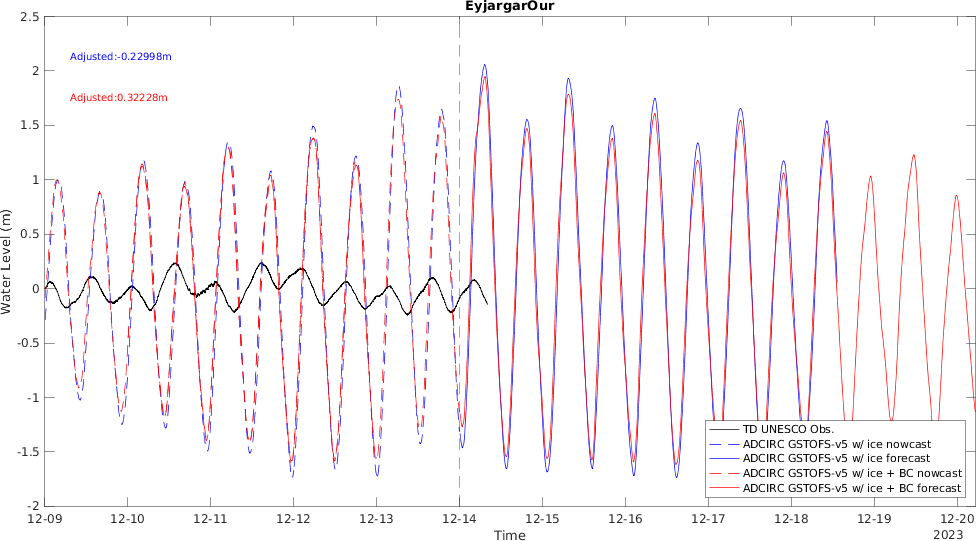 EyjargarOur
2.5
2
1.5
1
0.5
0
-0.5
-1
-1.5
-2
Water Level (m)
Adjusted:-0.22998m
Adjusted:0.32228m
TD UNESCO Obs.
ADCIRC GSTOFS-v5 w/ ice nowcast
ADCIRC GSTOFS-v5 w/ ice forecast
ADCIRC GSTOFS-v5 w/ ice + BC nowcast
ADCIRC GSTOFS-v5 w/ ice + BC forecast
12-09 12-10 12-11 12-12 12-13 12-14 12-15 12-16 12-17 12-18 12-19 12-20
Time
2023